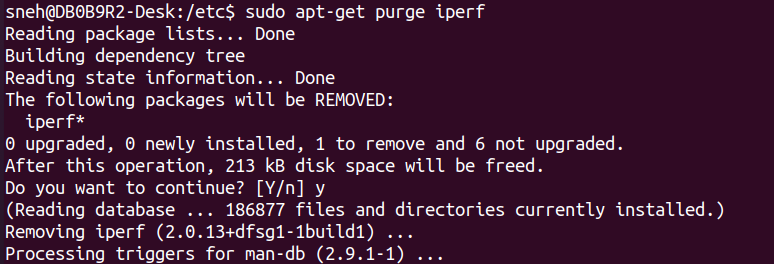 sneh@DB0B9R2-Desk:/etc$ sudo apt-get purge iperf
Reading package lists... Done
Building dependency tree
Reading state information... Done
The following packages will be REMOVED:
  iperf*
0 upgraded, 0 newly installed, 1 to remove and 6 not upgraded.
After this operation, 213 kB disk space will be freed.
Do you want to continue? [Y/n] y
(Reading database ... 186877 files and directories currently installed.)
Removing iperf (2.0.13+dfsg1-1build1) ...
Processing triggers for man-db (2.9.1-1) ...